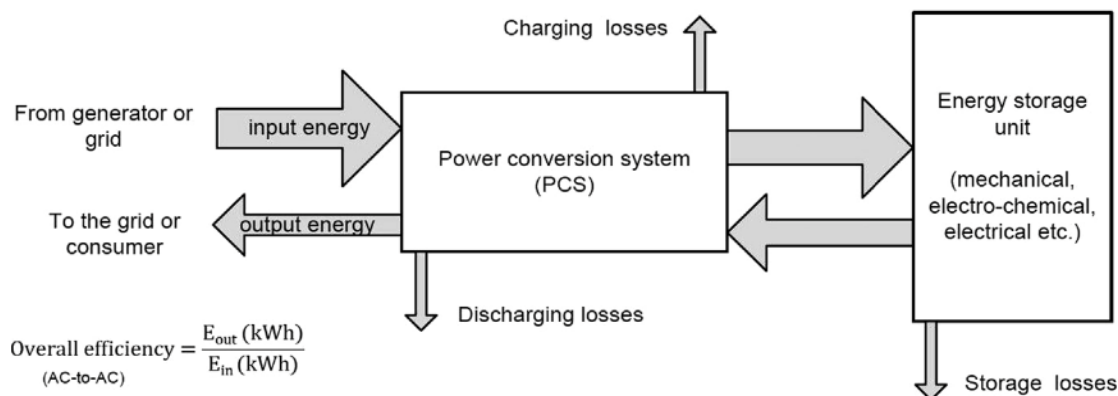 Charging losses
From generator or
grid
input energy
Power conversion system
(PCS)
Energy storage
unit
(mechanical,
electro-chemical,
electrical etc.)
To the grid or
consumer
output energy
Discharging losses
Overall efficiency = E_out (kWh) / E_in (kWh)
(AC-to-AC)
Storage losses